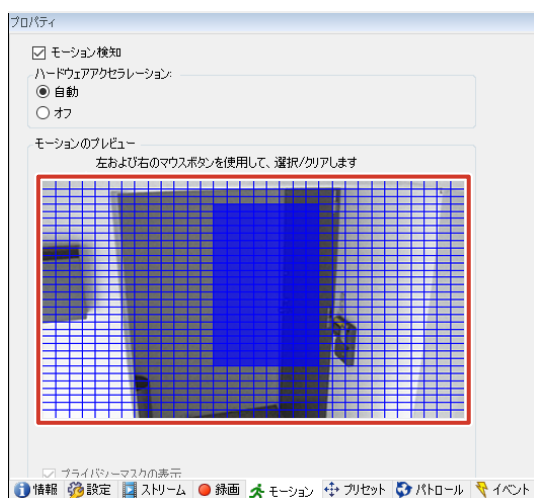 プロパティ
モーション検知
ハードウェアアクセラレーション:
自動
オフ
モーションのプレビュー
左および右のマウスボタンを使用して、選択/クリアします
プライバシーマスクの表示
情報 設定 ストリーム 録画 モーション プリセット パトロール イベント